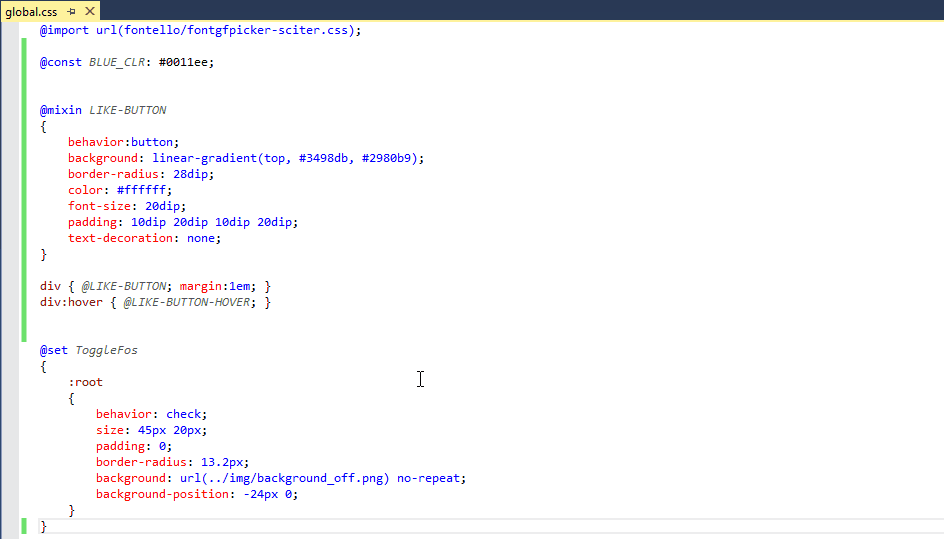 global.css
@import url(fontello/fontgfpicker-sciter.css);
@const BLUE_CLR: #0011ee;
@mixin LIKE-BUTTON
{
behavior:button;
background: linear-gradient(top, #3498db, #2980b9);
border-radius: 28dip;
color: #ffffff;
font-size: 20dip;
padding: 10dip 20dip 10dip 20dip;
text-decoration: none;
}
div { @LIKE-BUTTON; margin:1em; }
div:hover { @LIKE-BUTTON-HOVER; }
@set ToggleFos
{
:root
{
behavior: check;
size: 45px 20px;
padding: 0;
border-radius: 13.2px;
background: url(../img/background_off.png) no-repeat;
background-position: -24px 0;
}
}